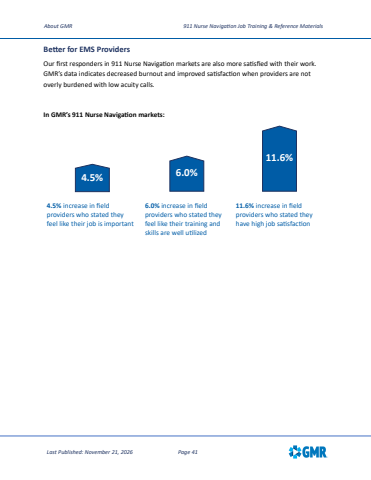 About GMR
911 Nurse Navigation Job Training & Reference Materials
Better for EMS Providers
Our first responders in 911 Nurse Navigation markets are also more satisfied with their work.
GMR's data indicates decreased burnout and improved satisfaction when providers are not
overly burdened with low acuity calls.
In GMR's 911 Nurse Navigation markets:
4.5%
6.0%
11.6%
4.5% increase in field
providers who stated they
feel like their job is important
6.0% increase in field
providers who stated they
feel like their training and
skills are well utilized
11.6% increase in field
providers who stated they
have high job satisfaction
Last Published: November 21, 2026
Page 41
GMR